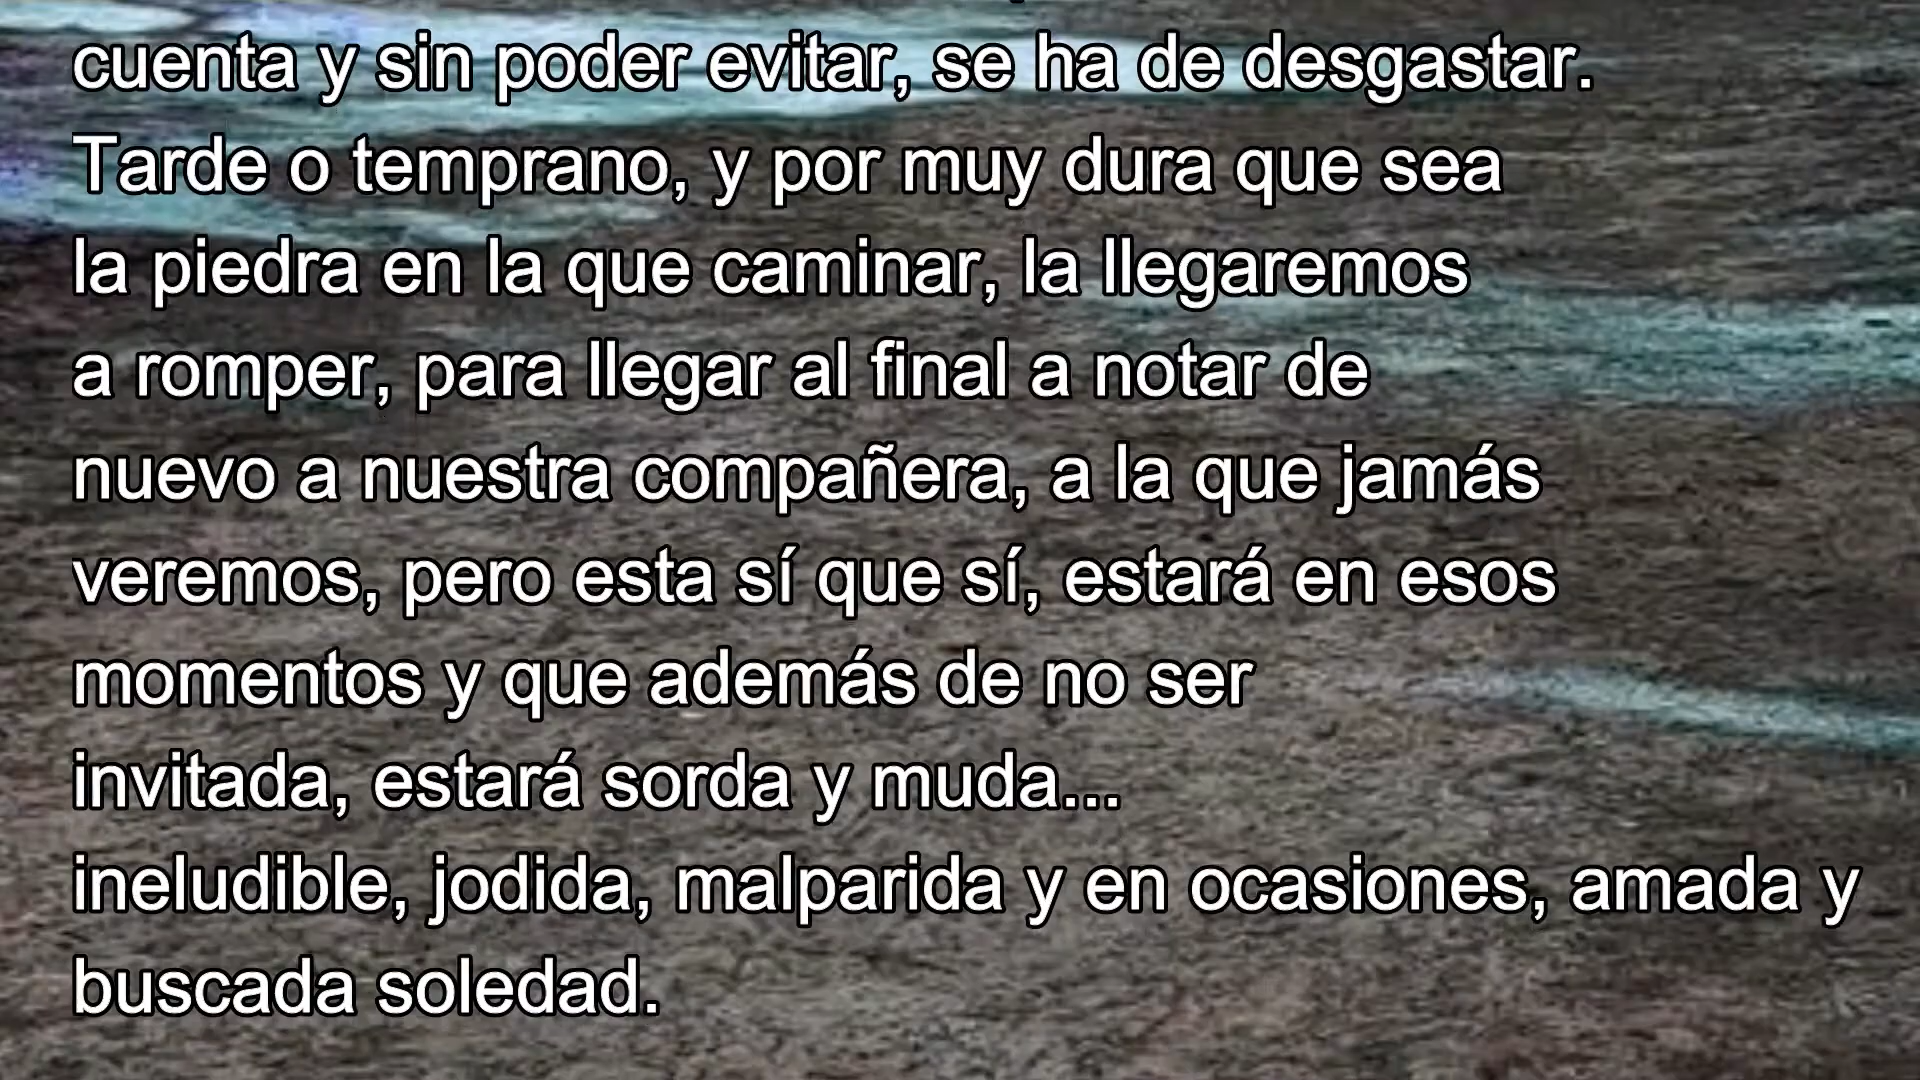 cuenta y sin poder evitar, se ha de desgastar.
Tarde o temprano, y por muy dura que sea
la piedra en la que caminar, la llegaremos
a romper, para llegar al final a notar de
nuevo a nuestra compañera, a la que jamás
veremos, pero esta sí que sí, estará en esos
momentos y que además de no ser
invitada, estará sorda y muda...
ineludible, jodida, malparida y en ocasiones, amada y
buscada soledad.